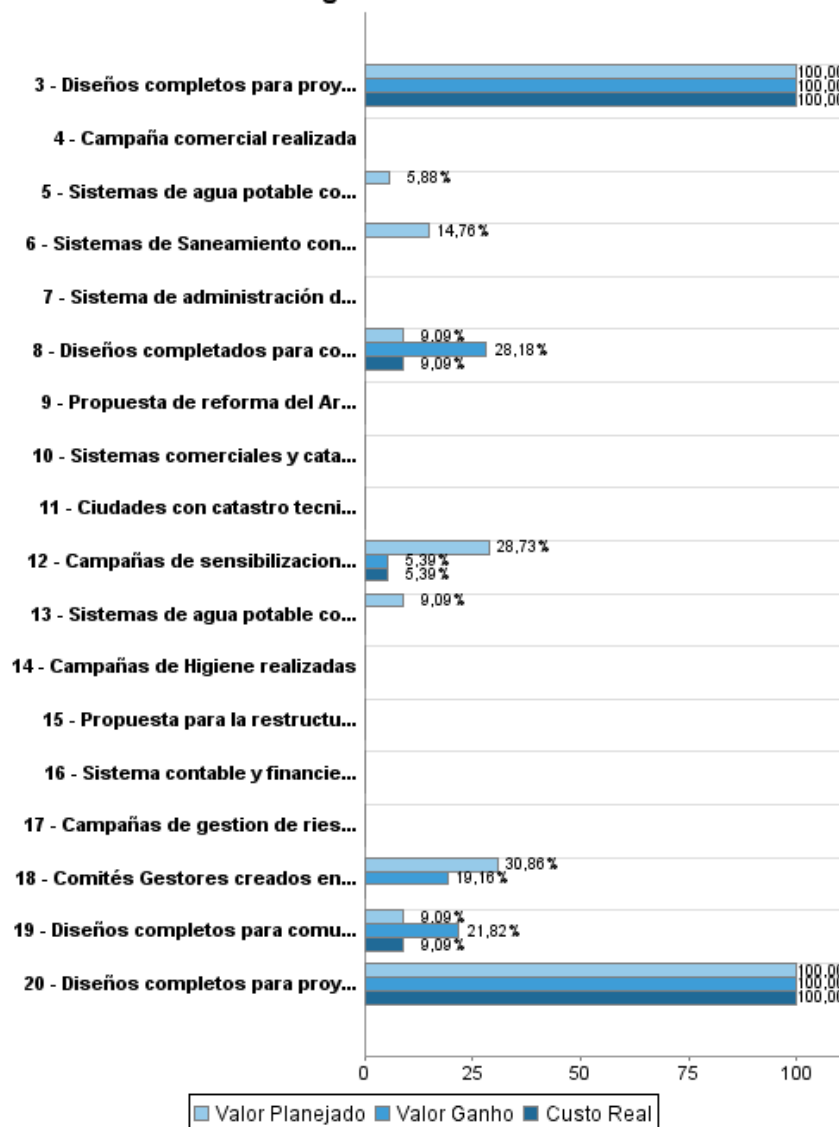 3 - Diseños completos para proy...
100,00
100,00
100,00
4 - Campaña comercial realizada
5 - Sistemas de agua potable co...
5,88%
6 - Sistemas de Saneamiento con...
14,76%
7 - Sistema de administración d...
8 - Diseños completados para co...
9,09%
28,18%
9,09%
9 - Propuesta de reforma del Ar...
10 - Sistemas comerciales y cata...
11 - Ciudades con catastro tecni...
12 - Campañas de sensibilizacion...
28,73%
5,39%
5,39%
13 - Sistemas de agua potable co...
9,09%
14 - Campañas de Higiene realizadas
15 - Propuesta para la restructu...
16 - Sistema contable y financie...
17 - Campañas de gestion de ries...
18 - Comités Gestores creados en...
30,86%
19,16%
19 - Diseños completos para comu...
9,09%
21,82%
9,09%
20 - Diseños completos para proy...
100,00
100,00
100,00
0 25 50 75 100
Valor Planejado Valor Ganho Custo Real